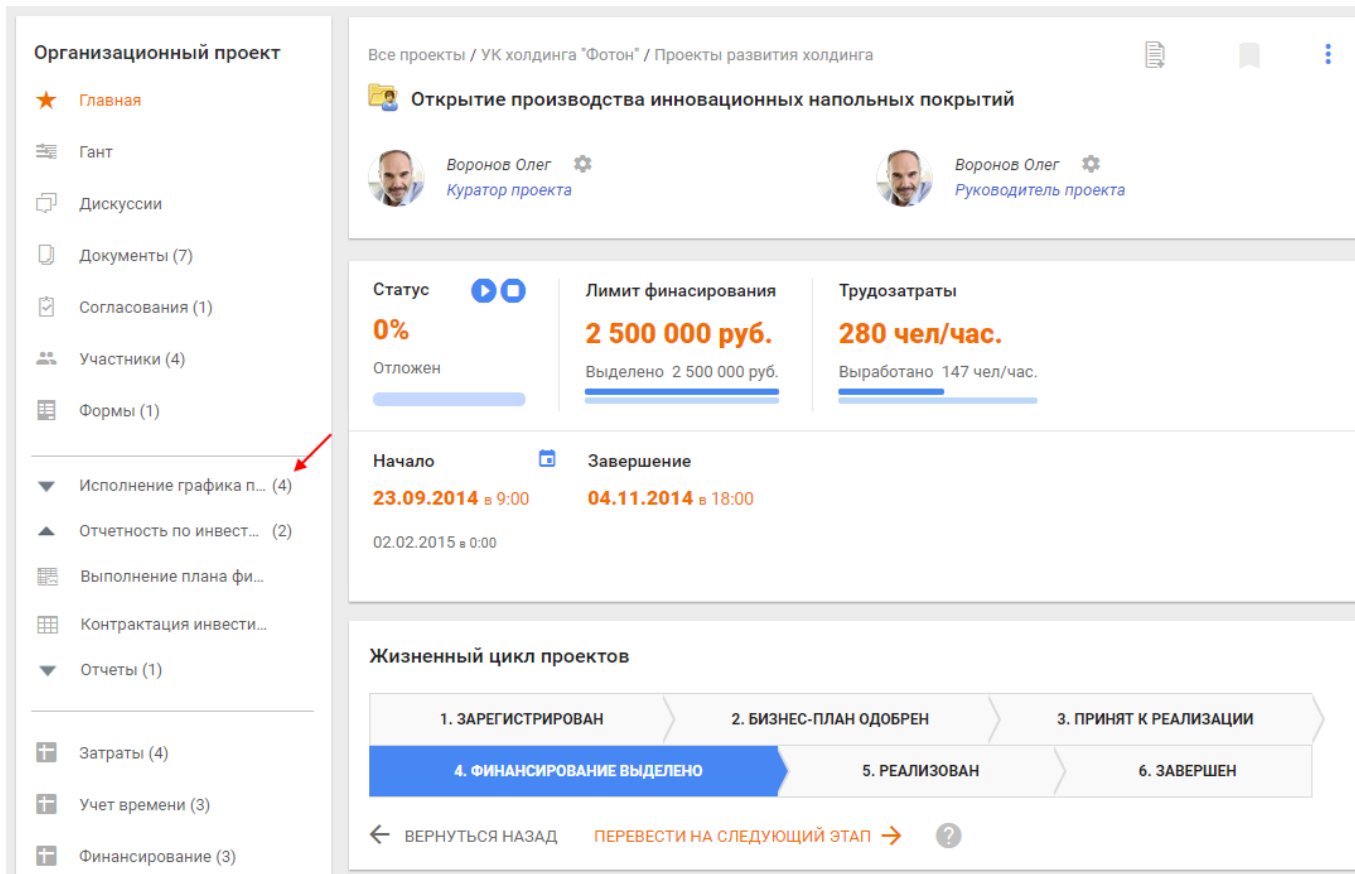 Организационный проект
Главная
Гант
Дискуссии
Документы (7)
Согласования (1)
Участники (4)
Формы (1)
Исполнение графика п... (4)
Отчетность по инвест... (2)
Выполнение плана фи...
Контрактация инвести...
Отчеты (1)
Затраты (4)
Учет времени (3)
Финансирование (3)
Все проекты / УК холдинга "Фотон" / Проекты развития холдинга
Открытие производства инновационных напольных покрытий
Воронов Олег
Куратор проекта
Воронов Олег
Руководитель проекта
Статус
0%
Отложен
Лимит финасирования
2 500 000 руб.
Выделено 2 500 000 руб.
Трудозатраты
280 чел/час.
Выработано 147 чел/час.
Начало
23.09.2014 в 9:00
02.02.2015 в 0:00
Завершение
04.11.2014 в 18:00
Жизненный цикл проектов
1. ЗАРЕГИСТРИРОВАН
2. БИЗНЕС-ПЛАН ОДОБРЕН
3. ПРИНЯТ К РЕАЛИЗАЦИИ
4. ФИНАНСИРОВАНИЕ ВЫДЕЛЕНО
5. РЕАЛИЗОВАН
6. ЗАВЕРШЕН
ВЕРНУТЬСЯ НАЗАД
ПЕРЕВЕСТИ НА СЛЕДУЮЩИЙ ЭТАП
?